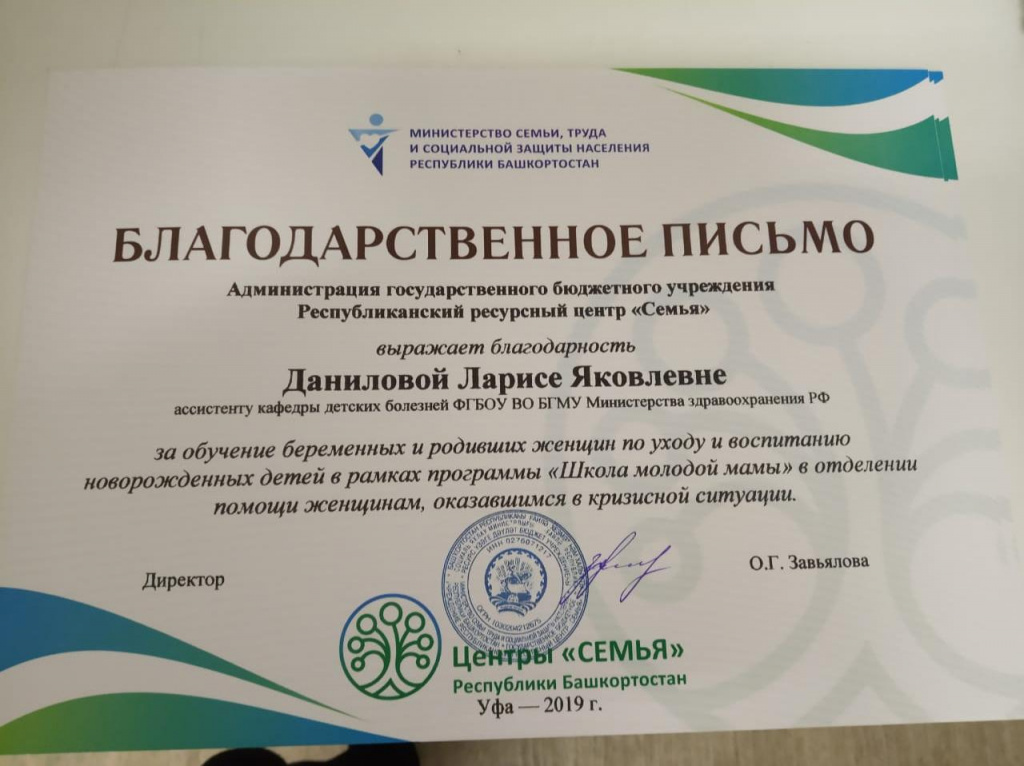 МИНИСТЕРСТВО СЕМЬИ, ТРУДА
И СОЦИАЛЬНОЙ ЗАЩИТЫ НАСЕЛЕНИЯ
РЕСПУБЛИКИ БАШКОРТОСТАН
БЛАГОДАРСТВЕННОЕ ПИСЬМО
Администрация государственного бюджетного учреждения
Республиканский ресурсный центр «Семья»
выражает благодарность
Даниловой Ларисе Яковлевне
ассистенту кафедры детских болезней ФГБОУ ВО БГМУ Министерства здравоохранения РФ
за обучение беременных и родивших женщин по уходу и воспитанию
новорожденных детей в рамках программы «Школа молодой мамы» в отделении
помощи женщинам, оказавшимся в кризисной ситуации.
Директор
О.Г. Завьялова
Центры «СЕМЬЯ»
Республики Башкортостан
Уфа — 2019 г.